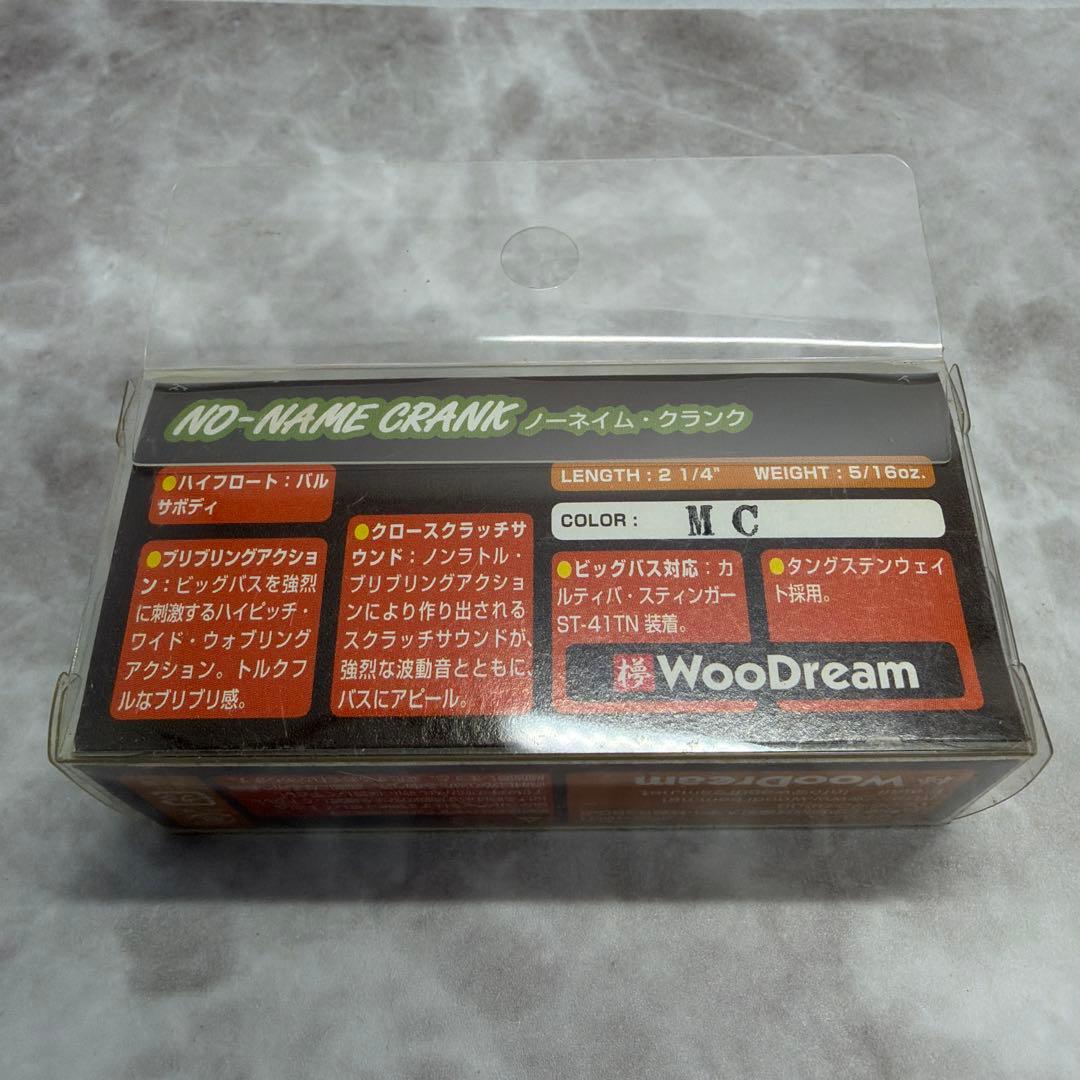 NO-NAME CRANK ノーネイム・クランク
●ハイフロート：バル
サボディ
●ブリブリングアクショ
ン：ビッグバスを強烈
に刺激するハイピッチ・
ワイド・ウォブリング
アクション。トルクフ
ルなブリブリ感。
●クロースクラッチサ
ウンド：ノンラトル・
ブリブリングアクショ
ンにより作り出される
スクラッチサウンドが、
強烈な波動音とともに、
バスにアピール。
LENGTH : 2 1/4" WEIGHT : 5/16oz.
COLOR : M C
●ビッグバス対応：カ
ルティバ・スティンガー
ST-41TN 装着。
●タングステンウェイ
ト採用。
WooDream
WooDream